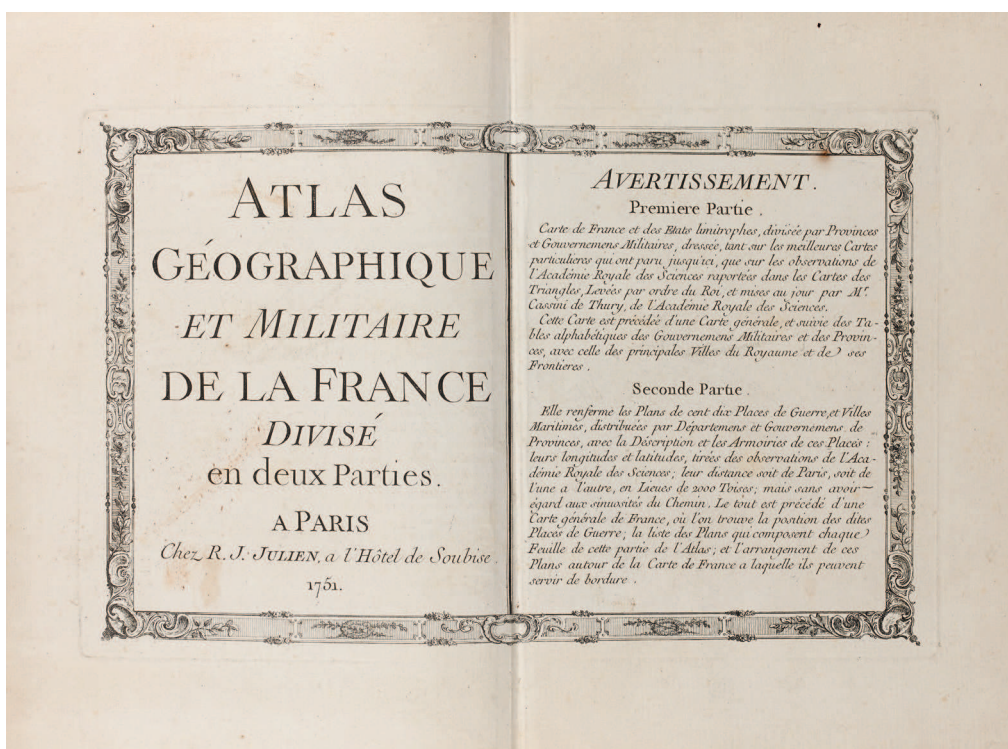 ATLAS
GÉOGRAPHIQUE
ET MILITAIRE
DE LA FRANCE
DIVISÉ
en deux Parties.
A PARIS
Chez R. J. JULIEN, a l'Hôtel de Soubise.
1751.
AVERTISSEMENT.
Premiere Partie.
Carte de France et des Etats limitrophes, divisée par Provinces
et Gouvernemens Militaires, dressée, tant sur les meilleures Cartes
particulieres qui ont paru jusqu'ici, que sur les observations de
l'Académie Royale des Sciences raportées dans les Cartes des
Triangles, Levées par ordre du Roi, et mises au jour par Mr.
Cassini de Thury, de l'Académie Royale des Sciences.
Cette Carte est précédé d'une Carte générale, et suivie des Ta-
bles alphabétiques des Gouvernemens Militaires et des Provin-
ces, avec celle des principales Villes du Royaume et de ses
Frontieres.
Seconde Partie.
Elle renferme les Plans de cent dix Places de Guerre, et Villes
Maritimes, distribuées par Départemens et Gouvernemens de
Provinces, avec la Déscription et les Armoiries de ces Places :
leurs longitudes et latitudes, tirées des observations de l'Aca-
démie Royale des Sciences; leur distance soit de Paris, soit de
l'une a l'autre, en Lieues de 2000 Toises; mais sans avoir
égard aux sinuosités du Chemin. Le tout est précédé d'une
Carte générale de France, où l'on trouve la position des dites
Places de Guerre; la liste des Plans qui composent chaque
Feuille de cette partie de l'Atlas; et l'arrangement de ces
Plans autour de la Carte de France a laquelle ils peuvent
servir de bordure.